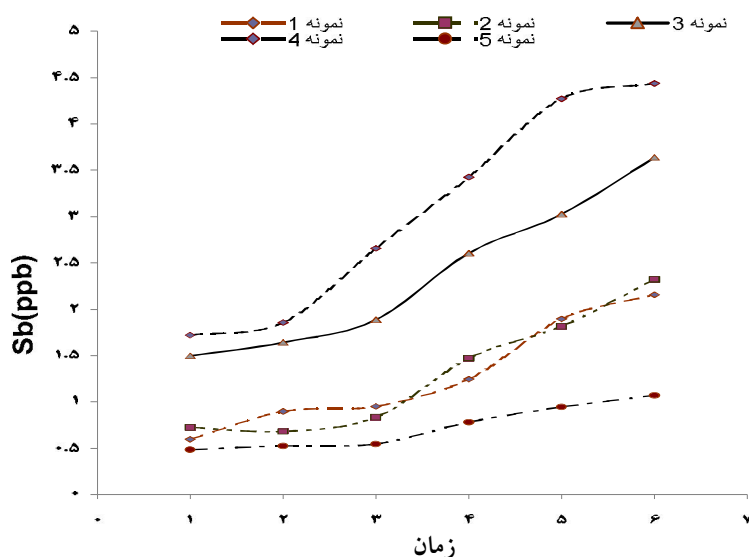 نمونه 1
نمونه 2
نمونه 3
نمونه 4
نمونه 5
۵
۴.۵
۴
۳.۵
۳
۲.۵
۲
۱.۵
۱
۰.۵
۰
Sb(ppb)
۰ ۱ ۲ ۳ ۴ ۵ ۶ ۷
زمان